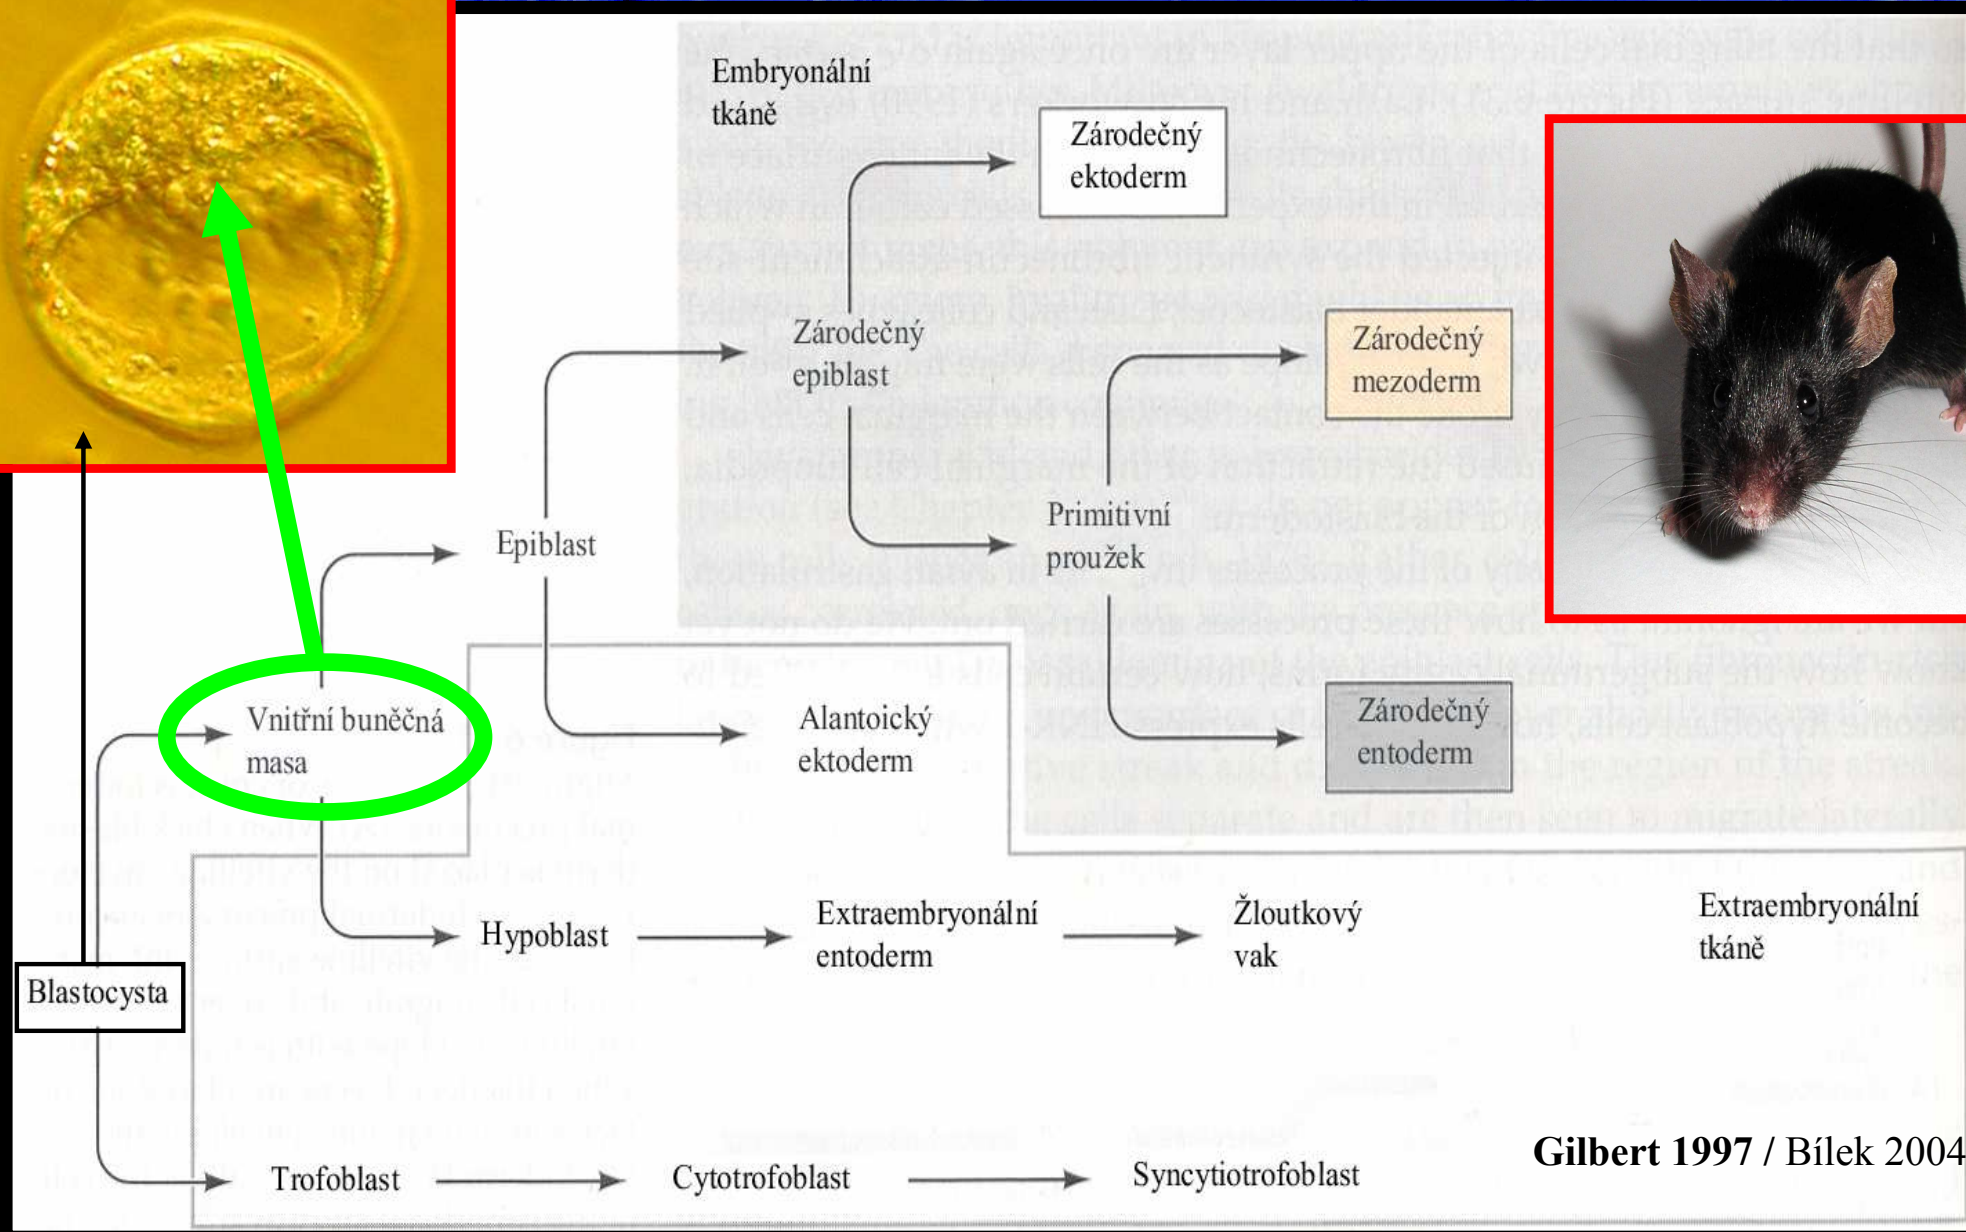 Embryonální
tkáně
Zárodečný
ektoderm
Zárodečný
epiblast
Zárodečný
mezoderm
Primitivní
proužek
Epiblast
Vnitřní buněčná
masa
Alantoický
ektoderm
Zárodečný
entoderm
Hypoblast
Extraembryonální
entoderm
Žloutkový
vak
Extraembryonální
tkáně
Blastocysta
Trofoblast
Cytotrofoblast
Syncytiotrofoblast
Gilbert 1997 / Bílek 2004